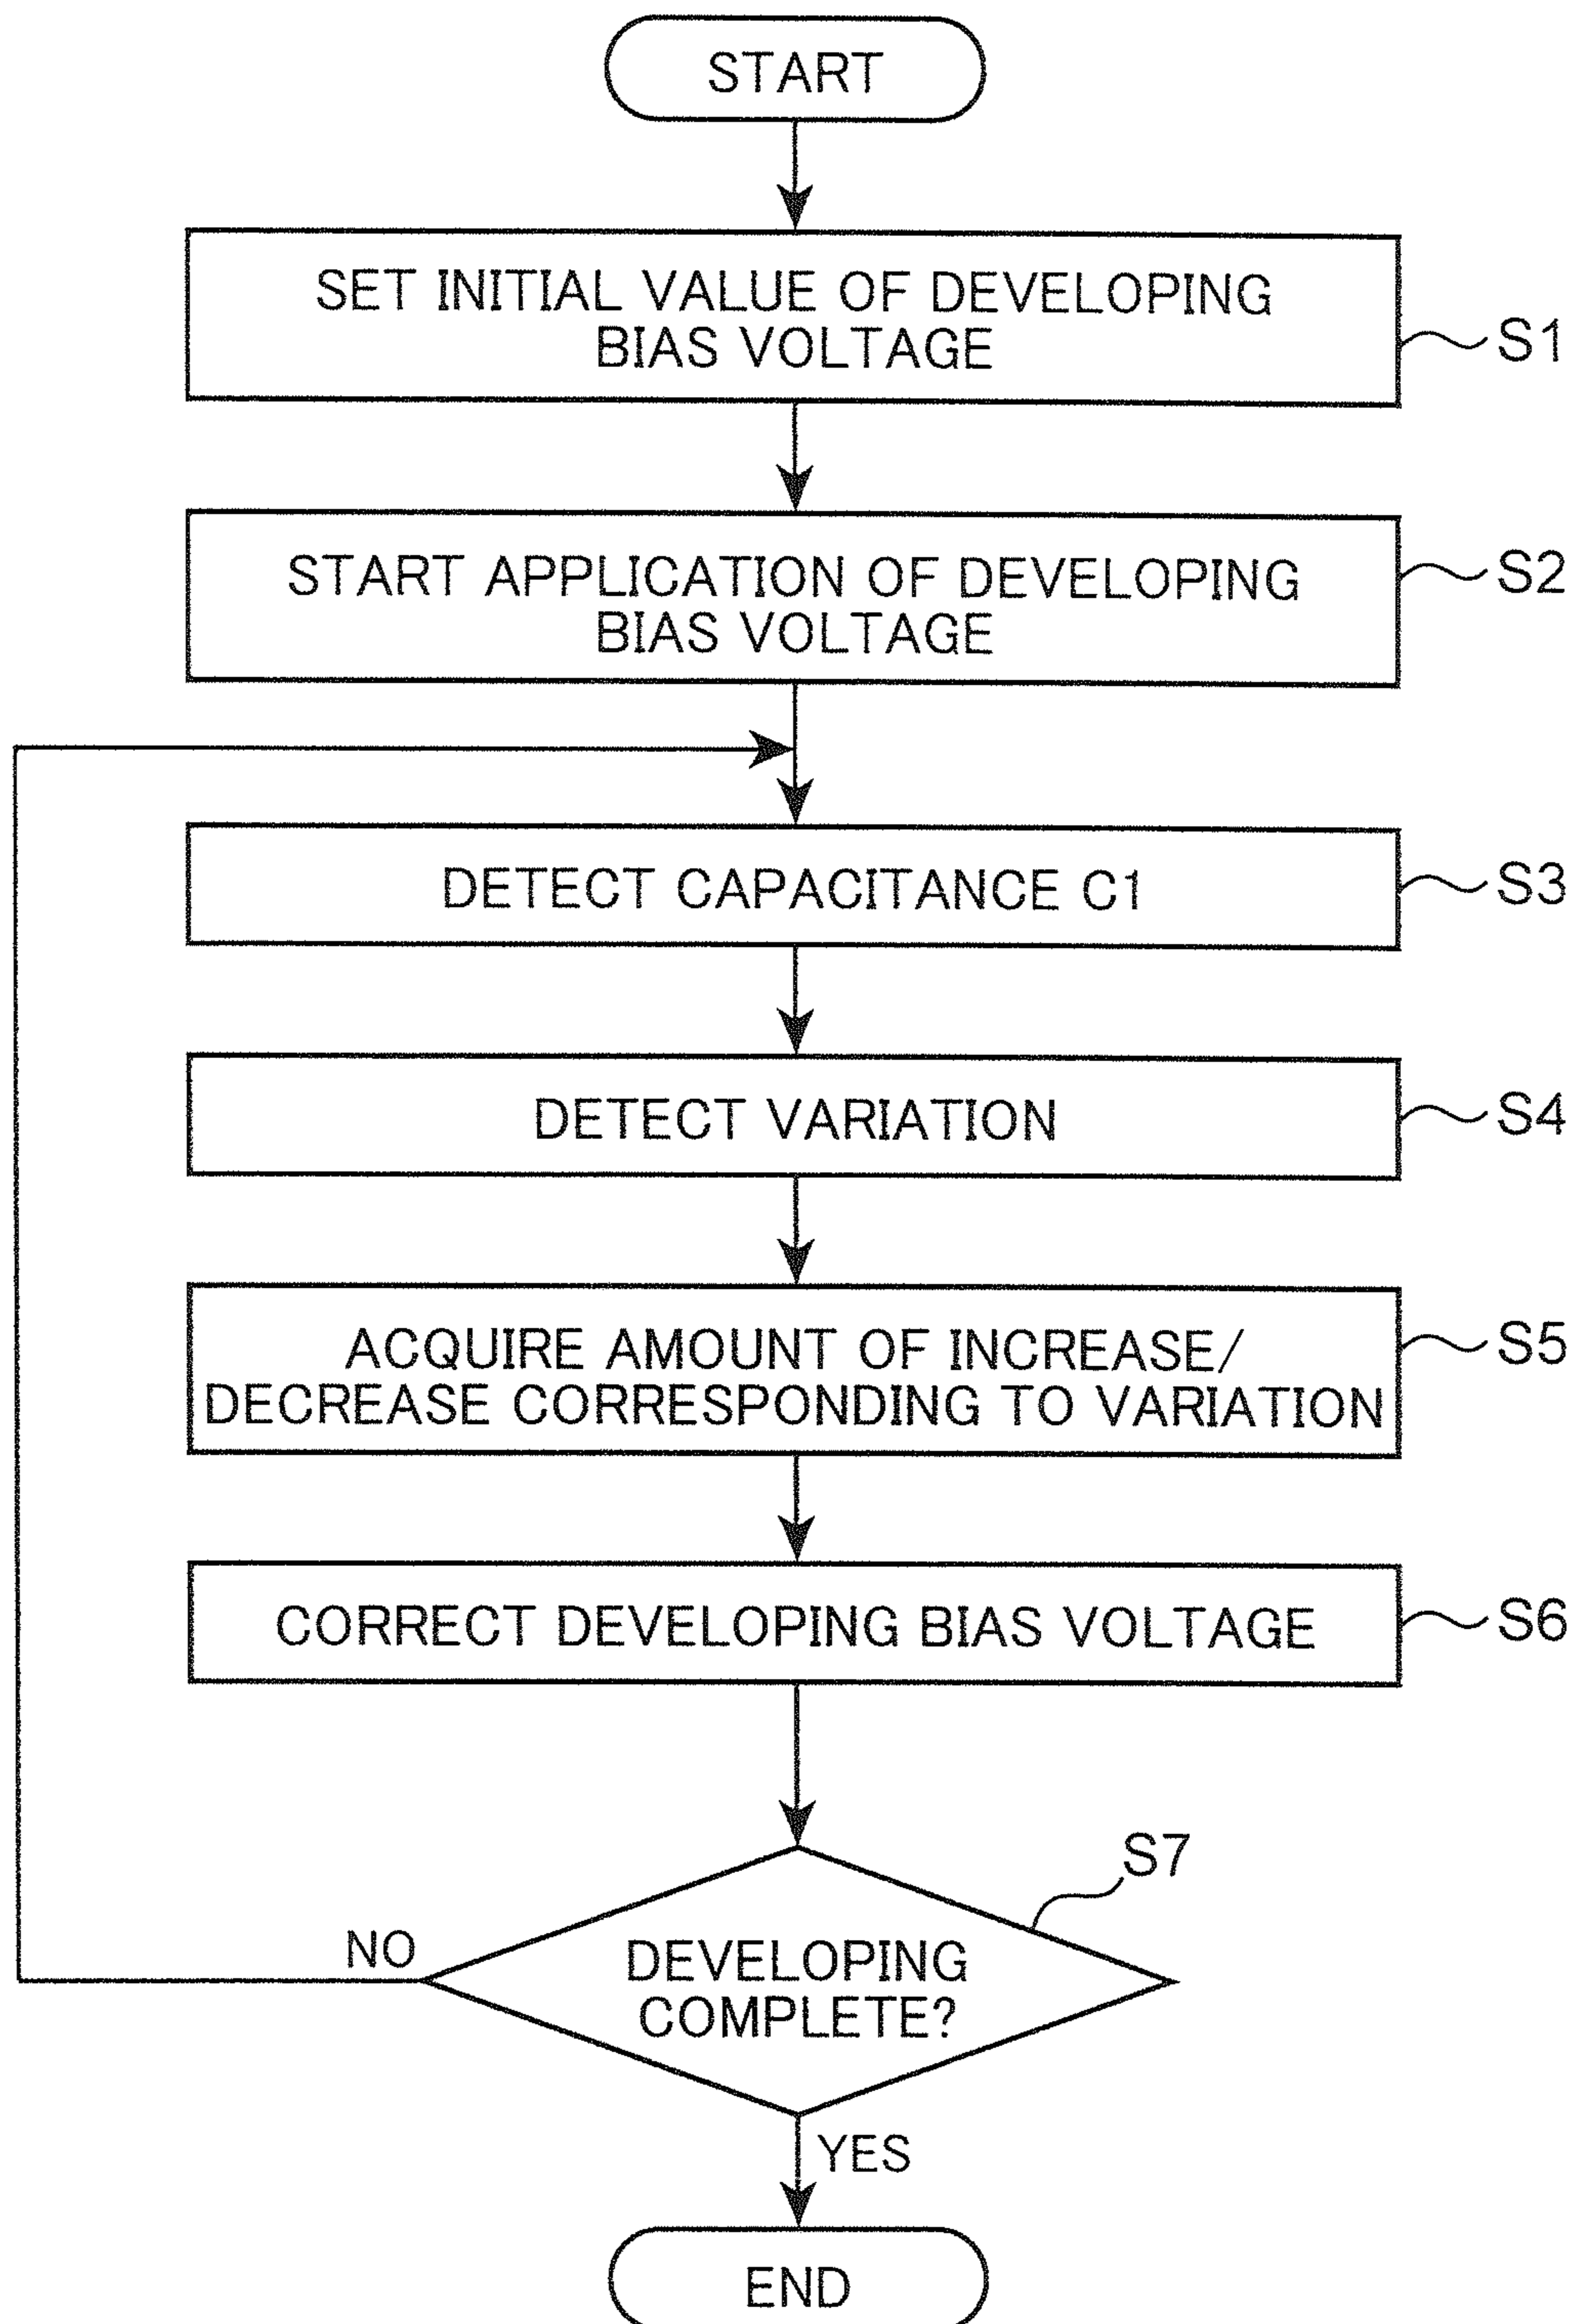 START
SET INITIAL VALUE OF DEVELOPING
BIAS VOLTAGE
S1
START APPLICATION OF DEVELOPING
BIAS VOLTAGE
S2
DETECT CAPACITANCE C1
S3
DETECT VARIATION
S4
ACQUIRE AMOUNT OF INCREASE/
DECREASE CORRESPONDING TO VARIATION
S5
CORRECT DEVELOPING BIAS VOLTAGE
S6
S7
NO
DEVELOPING
COMPLETE?
YES
END